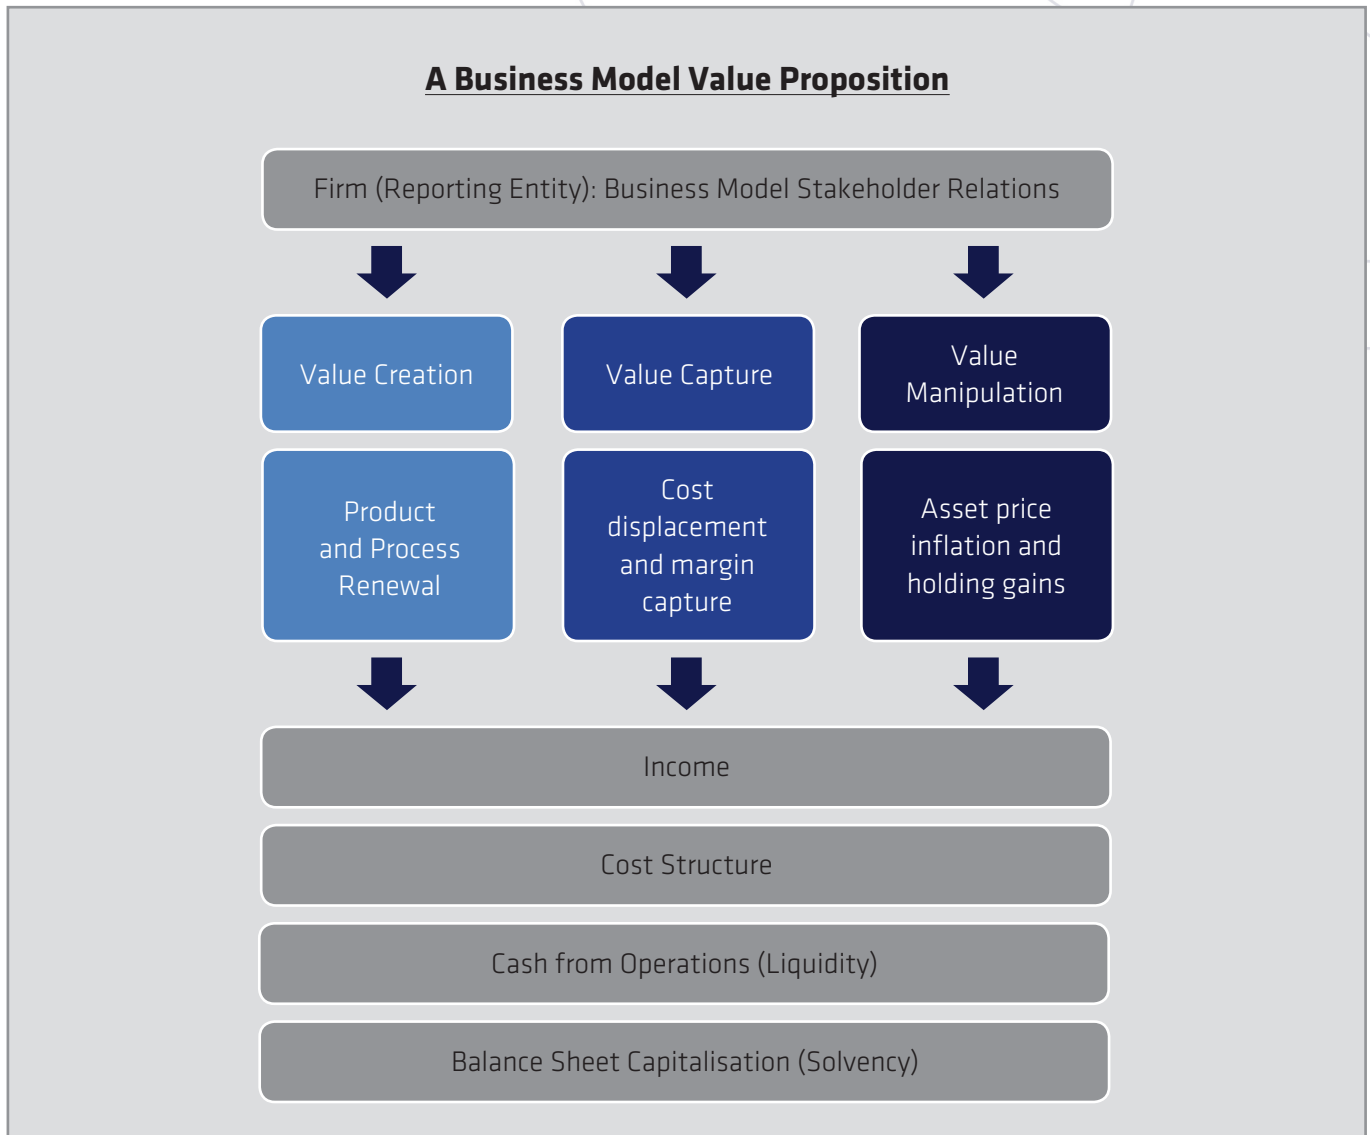 A Business Model Value Proposition
Firm (Reporting Entity): Business Model Stakeholder Relations
Value Creation
Value Capture
Value
Manipulation
Product
and Process
Renewal
Cost
displacement
and margin
capture
Asset price
inflation and
holding gains
Income
Cost Structure
Cash from Operations (Liquidity)
Balance Sheet Capitalisation (Solvency)